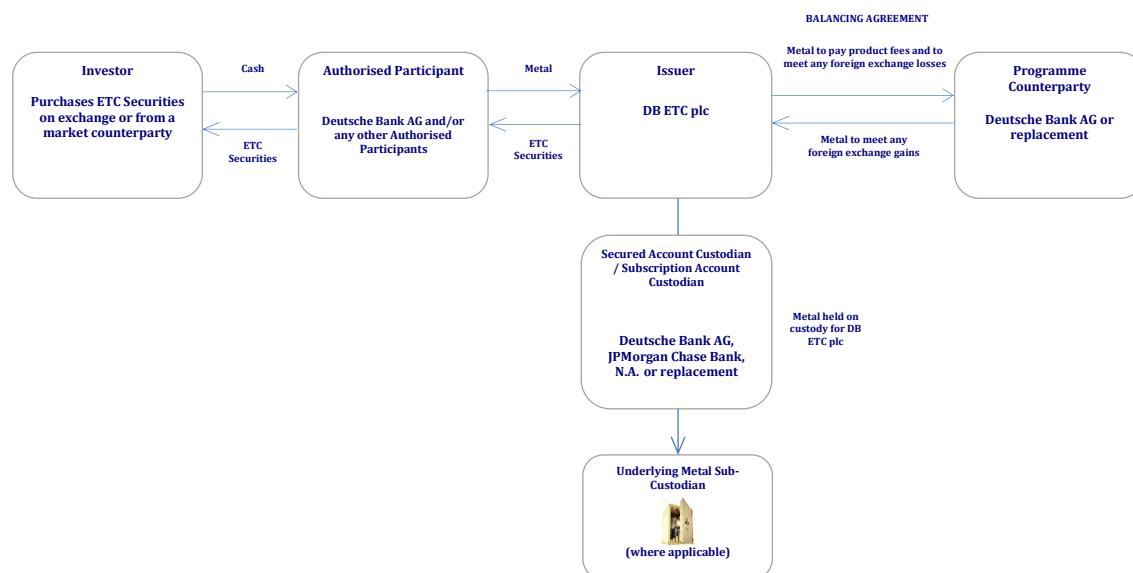 BALANCING AGREEMENT
Investor
Purchases ETC Securities
on exchange or from a
market counterparty
Cash
ETC
Securities
Authorised Participant
Deutsche Bank AG and/or
any other Authorised
Participants
Metal
ETC
Securities
Issuer
DB ETC plc
Metal to pay product fees and to
meet any foreign exchange losses
Metal to meet any
foreign exchange gains
Programme
Counterparty
Deutsche Bank AG or
replacement
Secured Account Custodian
/ Subscription Account
Custodian
Deutsche Bank AG,
JPMorgan Chase Bank,
N.A. or replacement
Metal held on
custody for DB
ETC plc
Underlying Metal Sub-
Custodian
(where applicable)